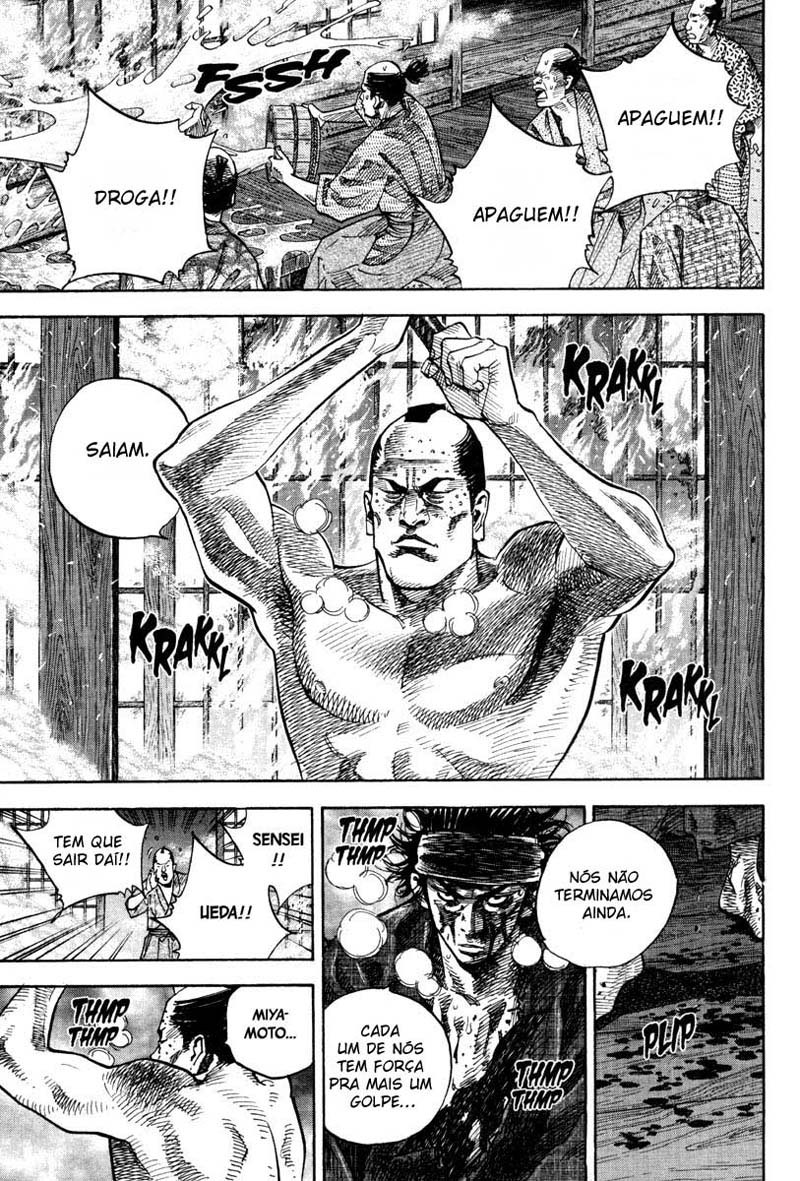 APAGUEM!!
APAGUEM!!
FSSH
DROGA!!
KRAKKL
SAIAM.
KRAKKL
KRAKKL
NÓS NÃO
TERMINAMOS
AINDA.
PLIP
THMP
THMP
CADA
UM DE NÓS
TEM FORÇA
PRA MAIS UM
GOLPE...
THMP
THMP
SENSEI
!!
UEDA!!
TEM QUE
SAIR DAÍ!!
MIYA-
MOTO...
THMP
THMP